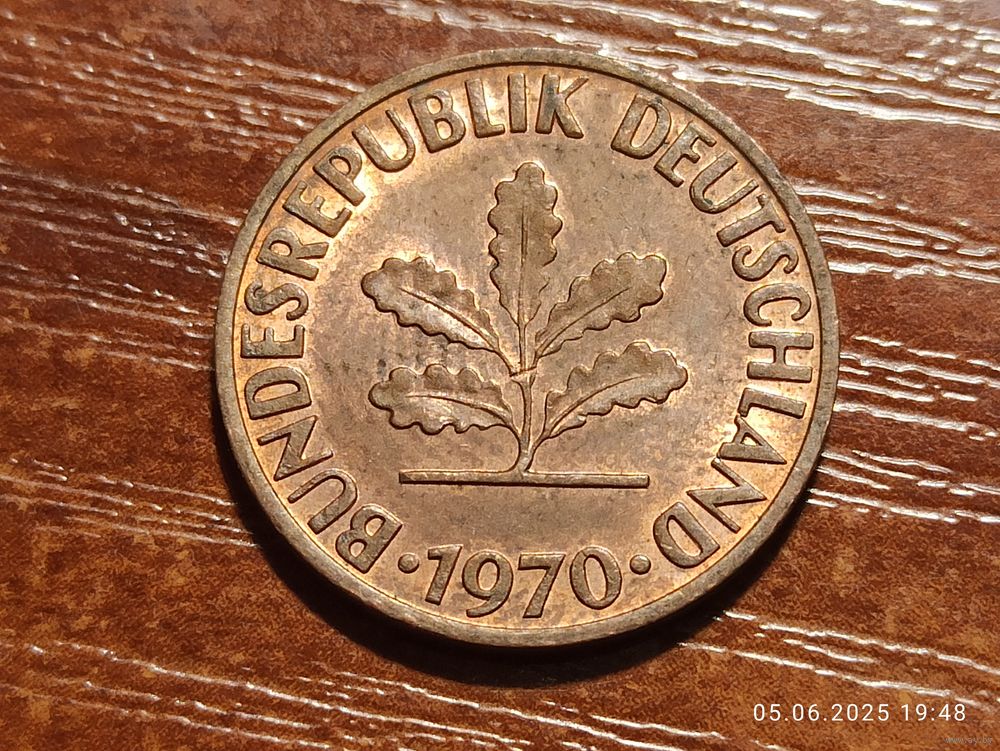 BUNDESREPUBLIK DEUTSCHLAND
·1970·
05.06.2025 19:48